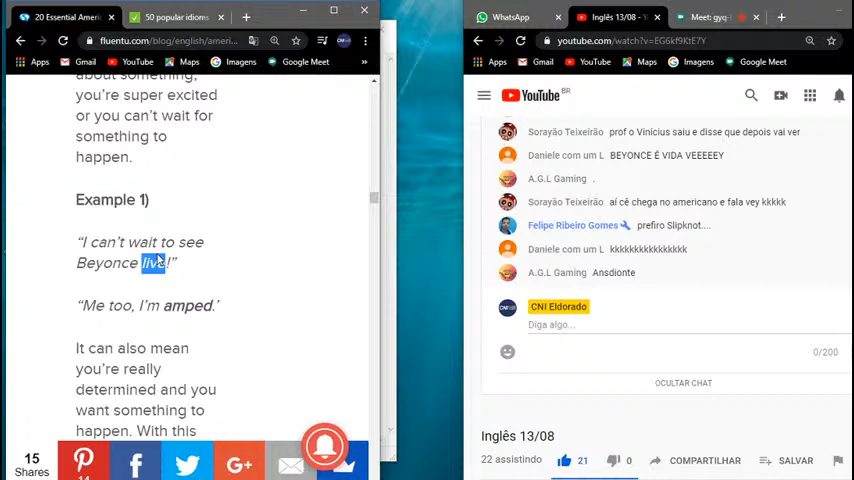 20 Essential Ameri
50 popular idioms
fluentu.com/blog/english/ameri...
Apps
Gmail
YouTube
Maps
Imagens
Google Meet
about something,
you're super excited
or you can't wait for
something to
happen.
Example 1)
“I can't wait to see
Beyonce live!”
“Me too, I'm amped.'
It can also mean
you're really
determined and you
want something to
happen. With this
15
Shares
14
f
G+
WhatsApp
Inglês 13/08 - Y
Meet: gyq-l
youtube.com/watch?v=EG6kf9KtE7Y
Apps
Gmail
YouTube
Maps
Imagens
Google Meet
YouTube BR
Sorayão Teixeirão prof o Vinícius saiu e disse que depois vai ver
Daniele com um L BEYONCE É VIDA VEEEEY
A.G.L Gaming .
Sorayão Teixeirão aí cê chega no americano e fala vey kkkkk
Felipe Ribeiro Gomes prefiro Slipknot....
Daniele com um L kkkkkkkkkkkkkkkk
A.G.L Gaming Ansdionte
CNI Eldorado
Diga algo...
0/200
OCULTAR CHAT
Inglês 13/08
22 assistindo
21
0
COMPARTILHAR
SALVAR